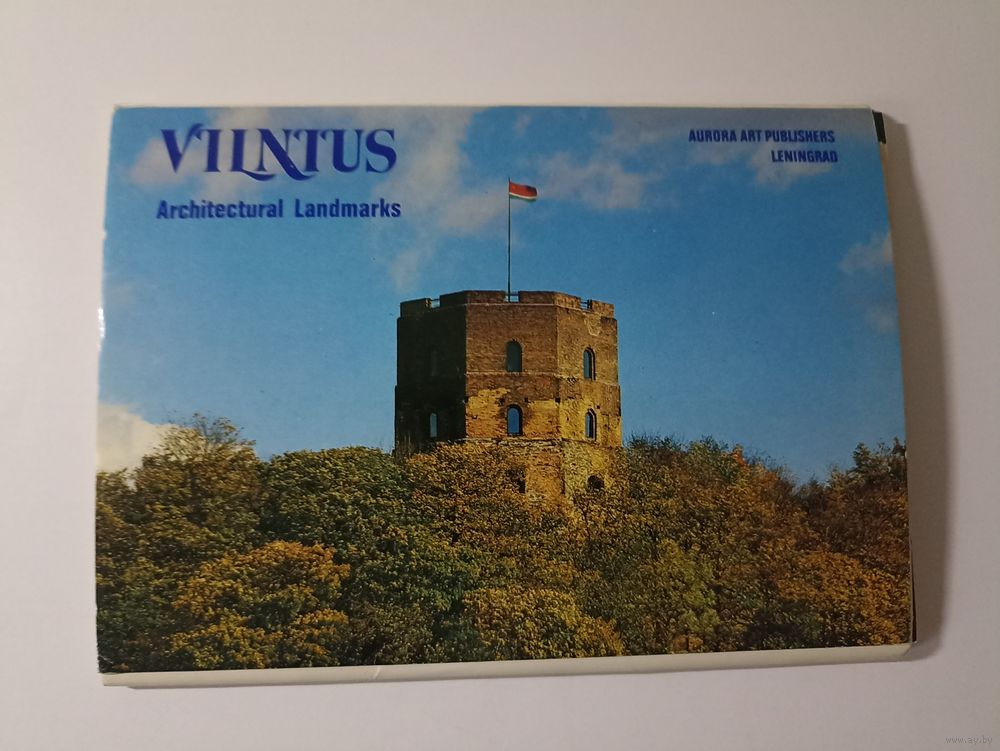 VILNIUS
Architectural Landmarks
AURORA ART PUBLISHERS
LENINGRAD
www.ay.by